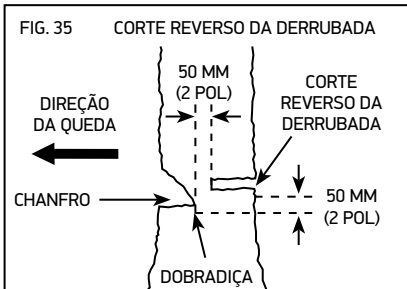 FIG. 35
CORTE REVERSO DA DERRUBADA
50 MM
(2 POL)
CORTE
REVERSO DA
DERRUBADA
DIREÇÃO
DA QUEDA
CHANFRO
50 MM
(2 POL)
DOBRADIÇA